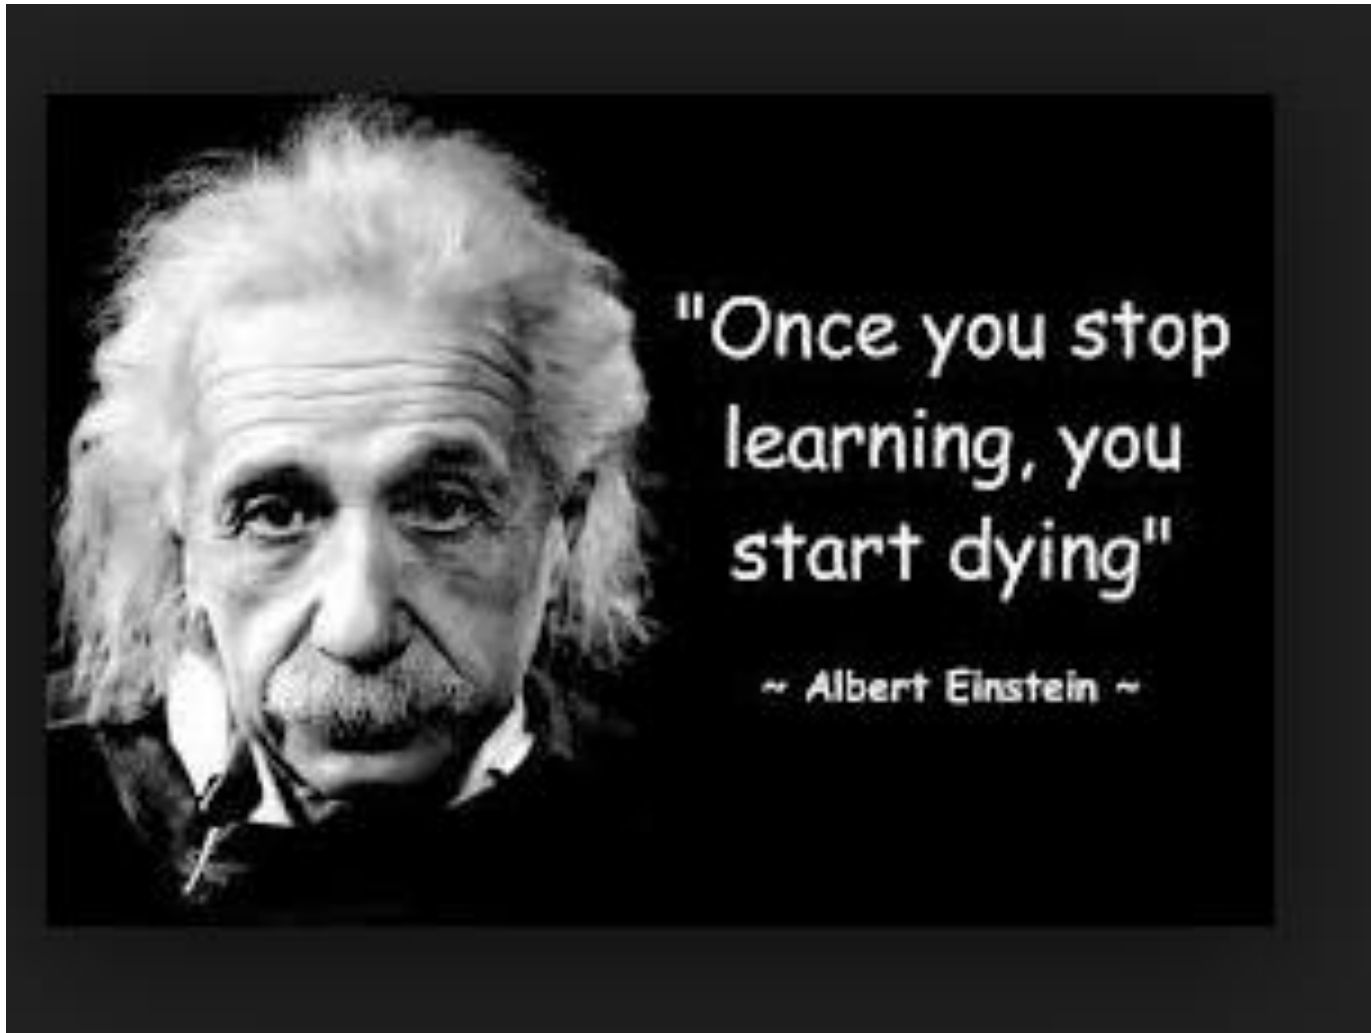 "Once you stop
learning, you
start dying"
~ Albert Einstein ~